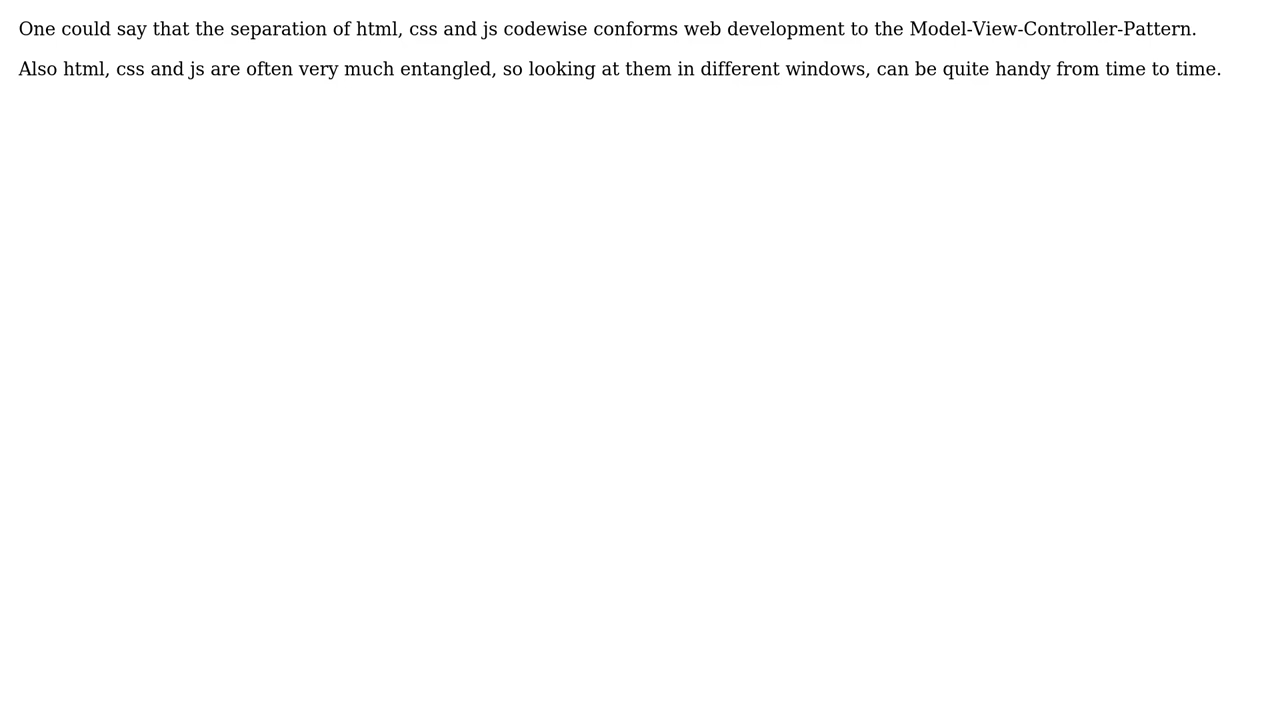 One could say that the separation of html, css and js codewise conforms web development to the Model-View-Controller-Pattern.
Also html, css and js are often very much entangled, so looking at them in different windows, can be quite handy from time to time.